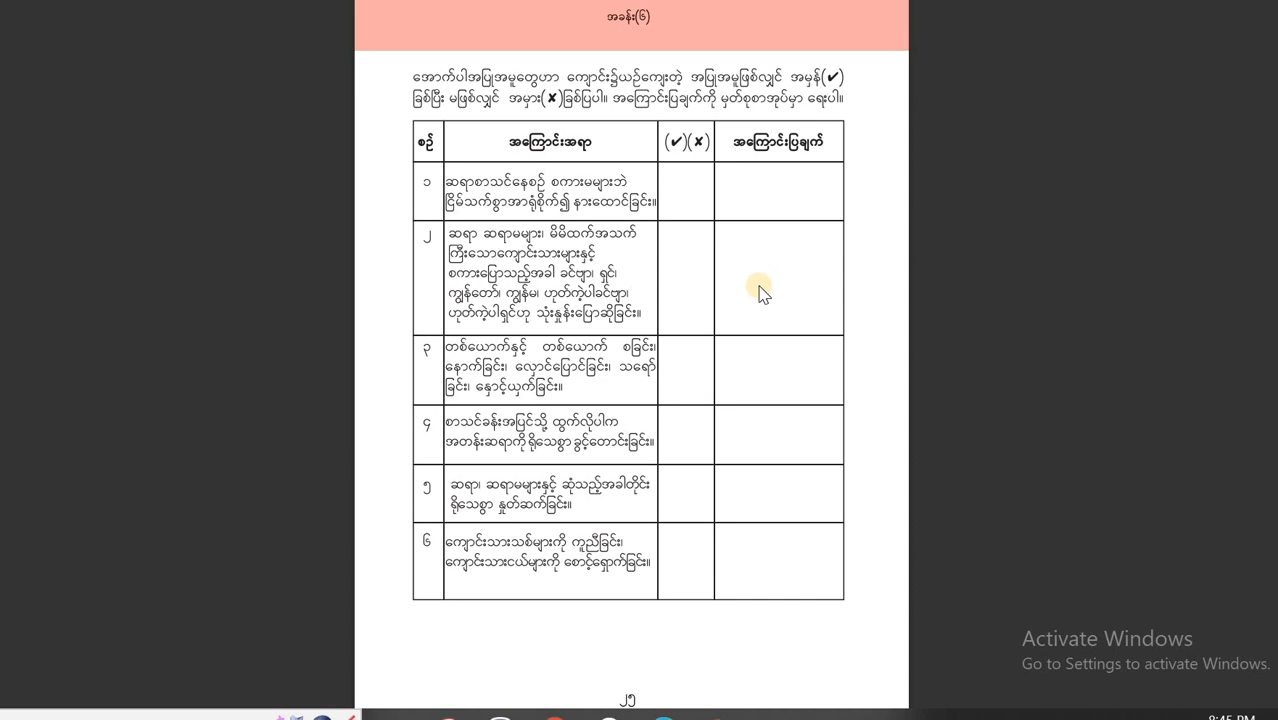 အခန်း(၆)
အောက်ပါအပြုအမူတွေဟာ ကျောင်း၌ယဉ်ကျေးတဲ့ အပြုအမူဖြစ်လျှင် အမှန်(✔)
ခြစ်ပြီး မဖြစ်လျှင် အမှား(✘)ခြစ်ပြပါ။ အကြောင်းပြချက်ကို မှတ်စုစာအုပ်မှာ ရေးပါ။
စဉ် အကြောင်းအရာ (✔)(✘) အကြောင်းပြချက်
၁ ဆရာစာသင်နေစဉ် စကားမများဘဲ
ငြိမ်သက်စွာအာရုံစိုက်၍ နားထောင်ခြင်း။
၂ ဆရာ ဆရာမများ၊ မိမိထက်အသက်
ကြီးသောကျောင်းသားများနှင့်
စကားပြောသည့်အခါ ခင်ဗျာ၊ ရှင်၊
ကျွန်တော်၊ ကျွန်မ၊ ဟုတ်ကဲ့ပါခင်ဗျာ၊
ဟုတ်ကဲ့ပါရှင်ဟု သုံးနှုန်းပြောဆိုခြင်း။
၃ တစ်ယောက်နှင့် တစ်ယောက် စခြင်း၊
နောက်ခြင်း၊ လှောင်ပြောင်ခြင်း၊ သရော်
ခြင်း၊ နှောင့်ယှက်ခြင်း။
၄ စာသင်ခန်းအပြင်သို့ ထွက်လိုပါက
အတန်းဆရာကို ရိုသေစွာ ခွင့်တောင်းခြင်း။
၅ ဆရာ၊ ဆရာမများနှင့် ဆုံသည့်အခါတိုင်း
ရိုသေစွာ နှုတ်ဆက်ခြင်း။
၆ ကျောင်းသားသစ်များကို ကူညီခြင်း၊
ကျောင်းသားငယ်များကို စောင့်ရှောက်ခြင်း။
၂၅
Activate Windows
Go to Settings to activate Windows.
8:45 PM